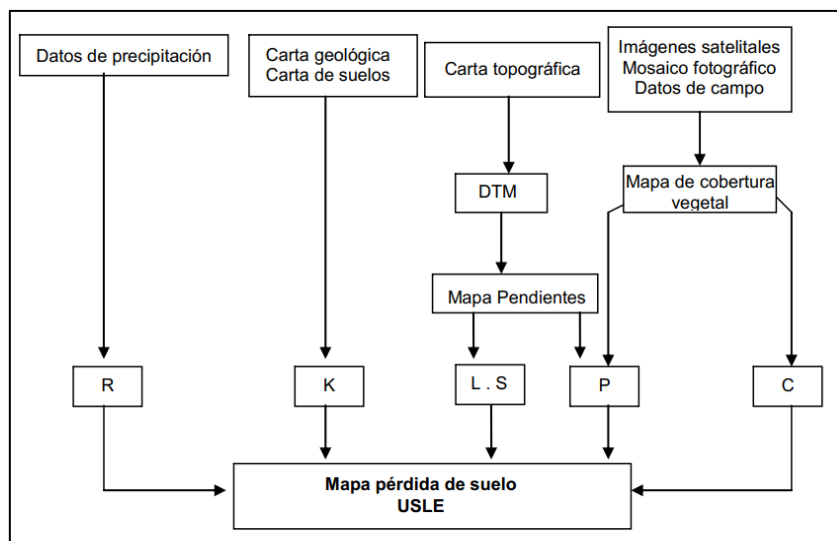 Datos de precipitación
Carta geológica
Carta de suelos
Carta topográfica
Imágenes satelitales
Mosaico fotográfico
Datos de campo
DTM
Mapa de cobertura
vegetal
Mapa Pendientes
R
K
L . S
P
C
Mapa pérdida de suelo
USLE